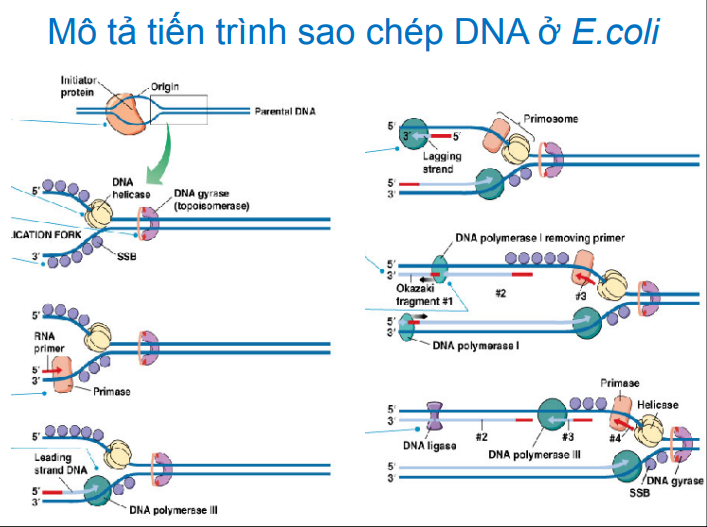 Mô tả tiến trình sao chép DNA ở E.coli
Initiator
protein
Origin
Parental DNA
5'
DNA
helicase
DNA gyrase
(topoisomerase)
LICATION FORK
3'
SSB
RNA
primer
5'
3'
Primase
5'
Leading
strand DNA
5'
3'
DNA polymerase III
5'
3'
5'
Primosome
Lagging
strand
5'
3'
DNA polymerase I removing primer
5'
3'
Okazaki
fragment #1
#2
#3
5'
3'
DNA polymerase I
Primase
Helicase
5'
3'
DNA ligase
#2
DNA polymerase III
#3
#4
5'
3'
SSB
DNA gyrase